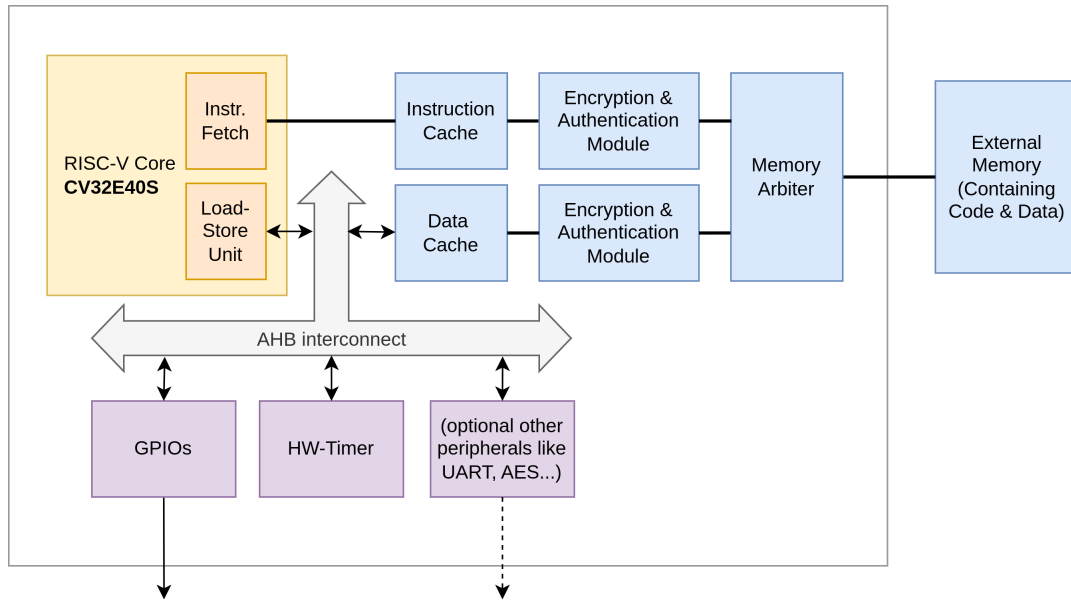 RISC-V Core
CV32E40S
Instr.
Fetch
Load-
Store
Unit
Instruction
Cache
Encryption &
Authentication
Module
Data
Cache
Encryption &
Authentication
Module
Memory
Arbiter
External
Memory
(Containing
Code & Data)
AHB interconnect
GPIOs
HW-Timer
(optional other
peripherals like
UART, AES...)